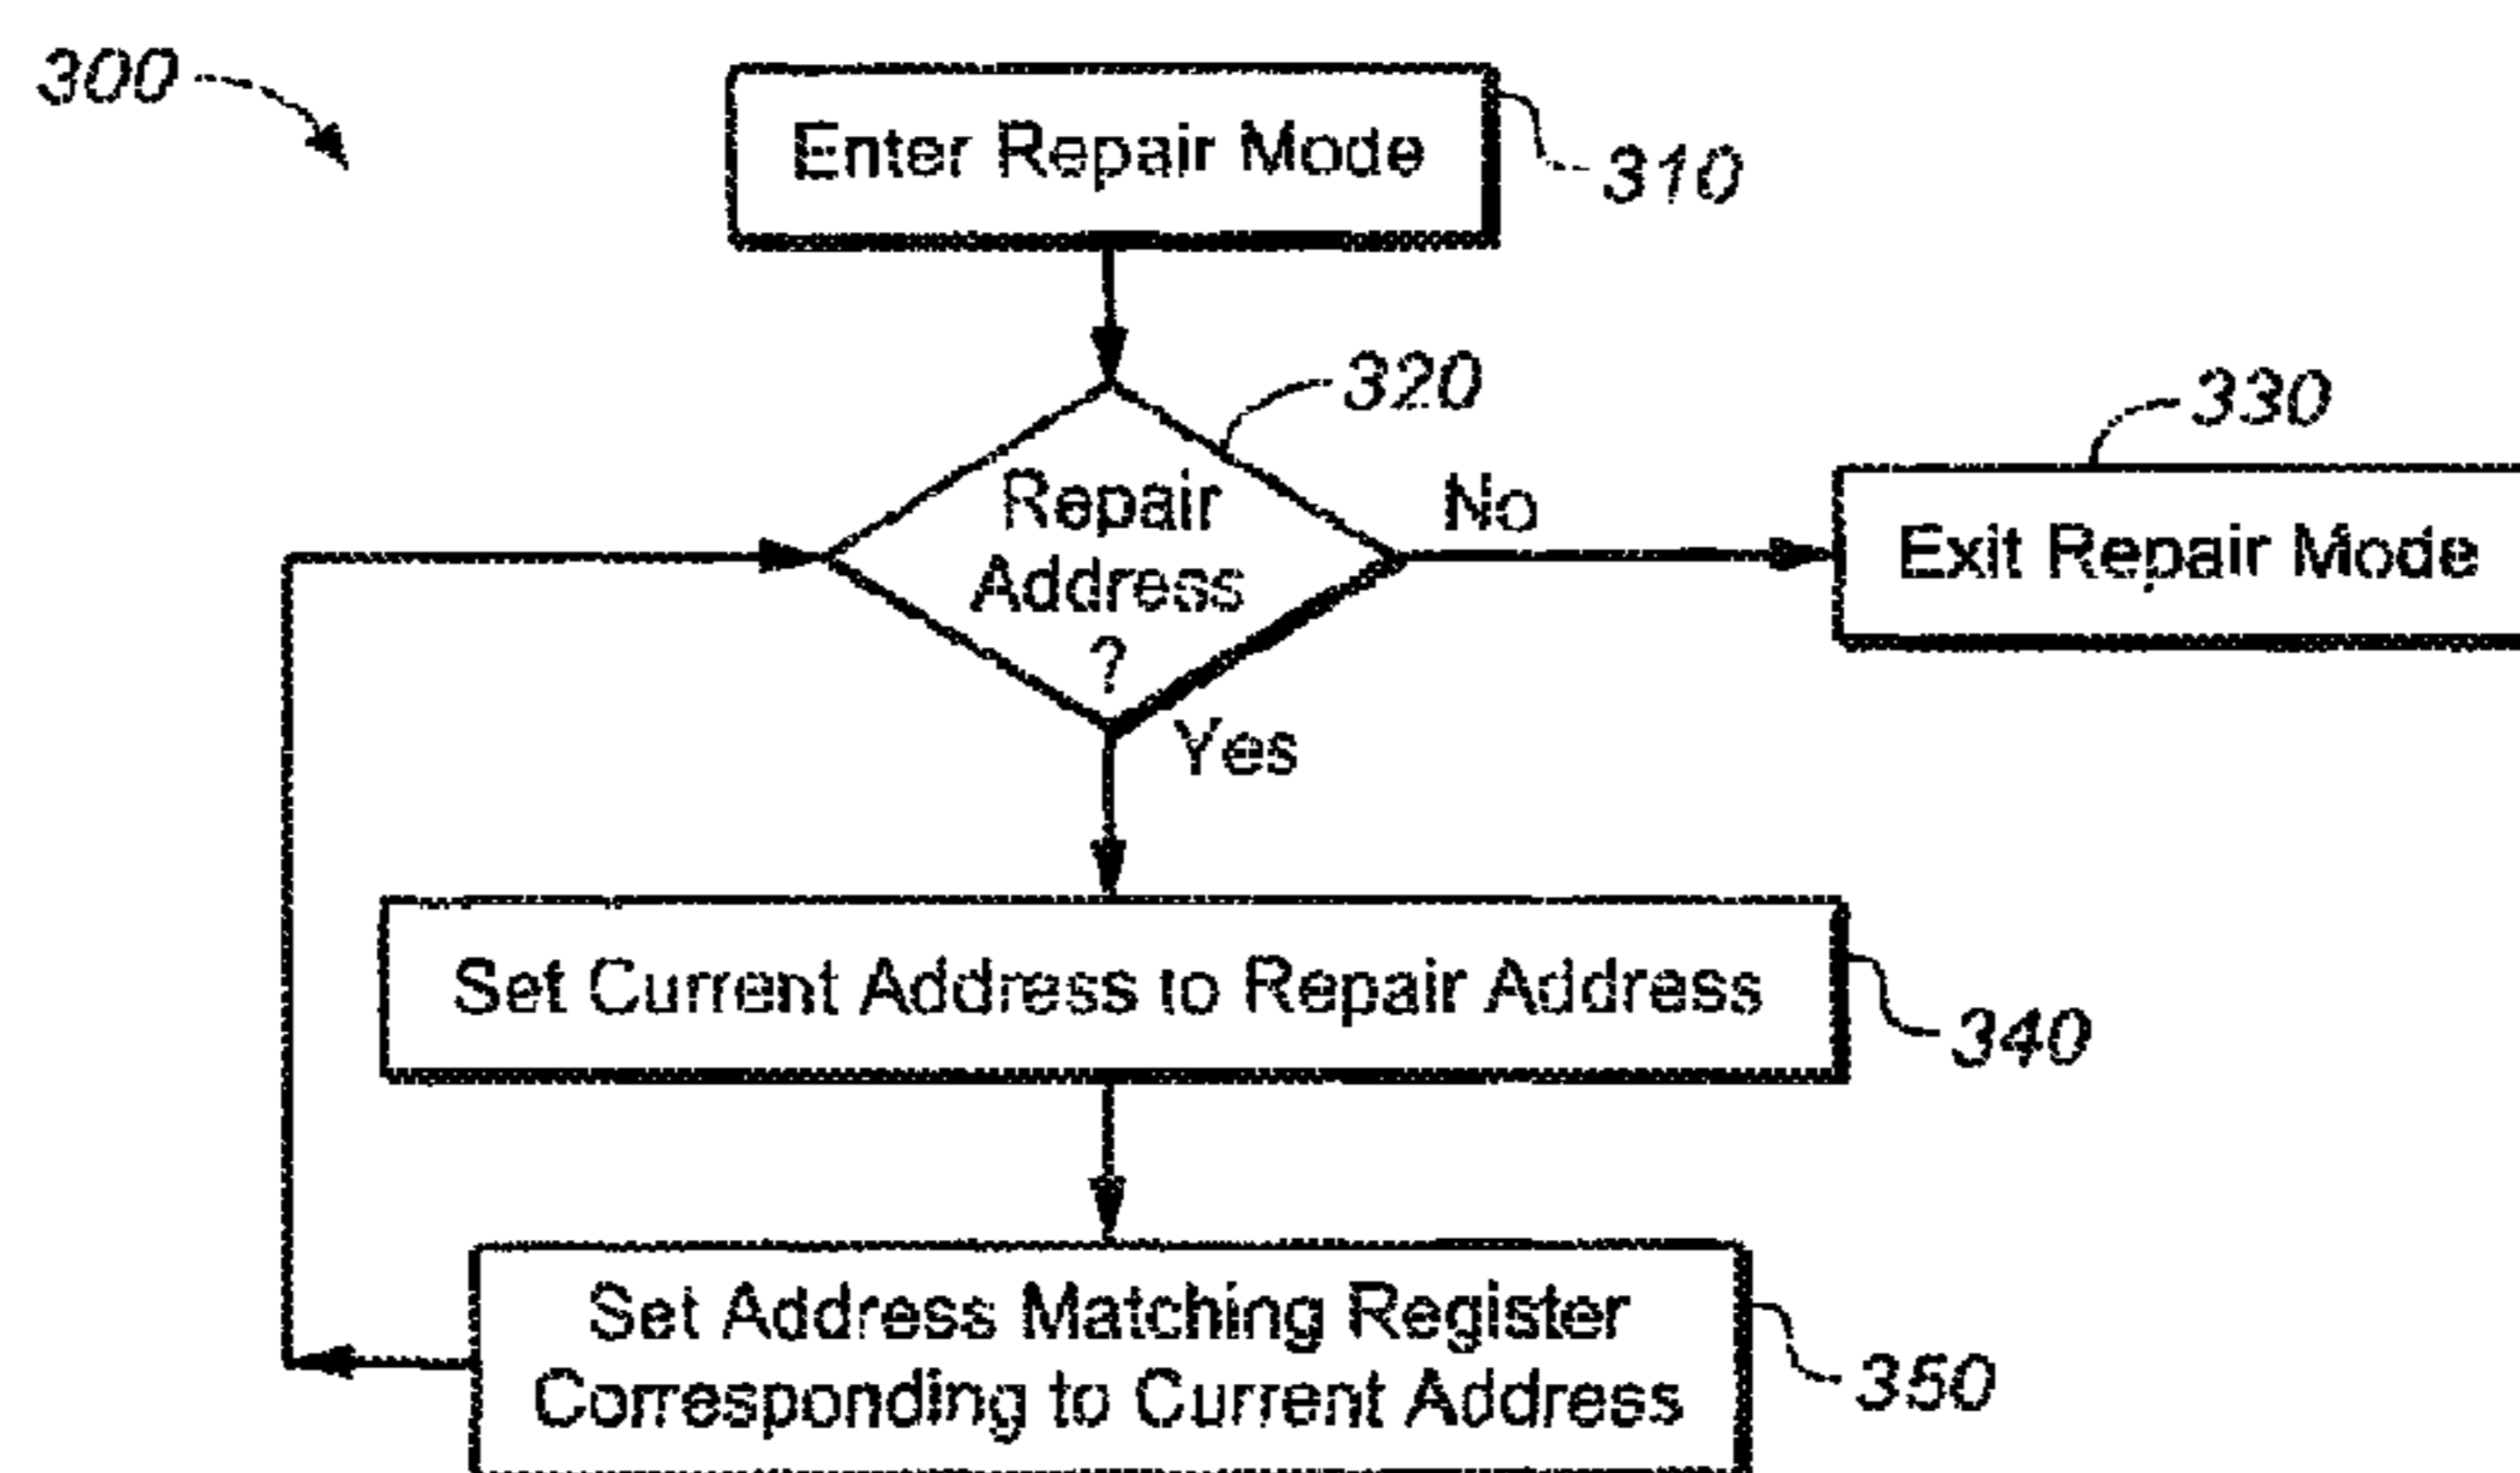 300
Enter Repair Mode
310
320
330
Repair
Address
?
No
Exit Repair Mode
Yes
Set Current Address to Repair Address
340
Set Address Matching Register
Corresponding to Current Address
350